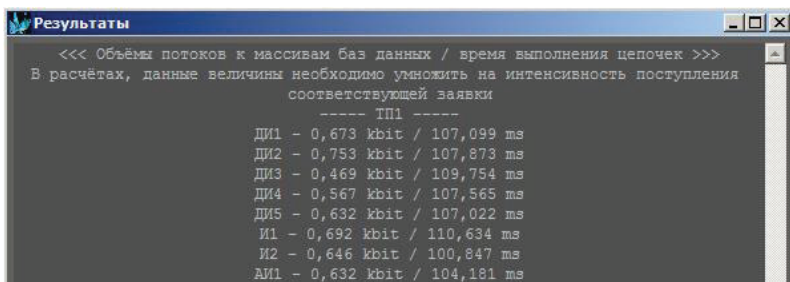 Результаты
<<< Объёмы потоков к массивам баз данных / время выполнения цепочек >>>
В расчётах, данные величины необходимо умножить на интенсивность поступления
соответствующей заявки
----- ТП1 -----
ДИ1 - 0,673 kbit / 107,099 ms
ДИ2 - 0,753 kbit / 107,873 ms
ДИ3 - 0,469 kbit / 109,754 ms
ДИ4 - 0,567 kbit / 107,565 ms
ДИ5 - 0,632 kbit / 107,022 ms
И1 - 0,692 kbit / 110,634 ms
И2 - 0,646 kbit / 100,847 ms
АИ1 - 0,632 kbit / 104,181 ms